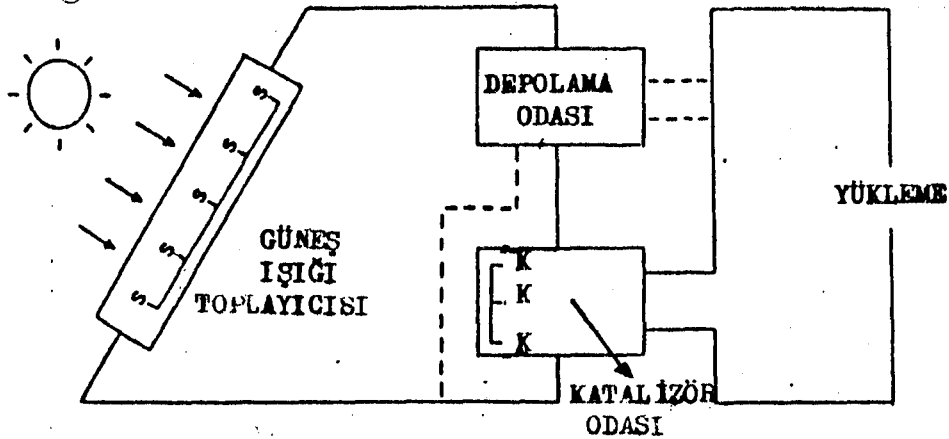 DEPOLAMA
ODASI
YÜKLEME
GÜNEŞ
IŞIĞI
TOPLAYICISI
S
S
S
S
S
K
K
K
KATALİZÖR
ODASI